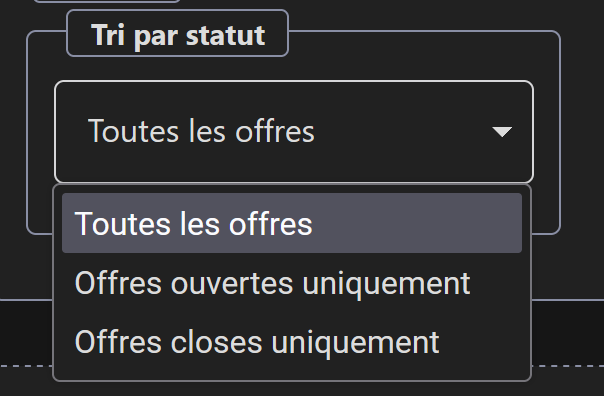 Tri par statut
Toutes les offres
Toutes les offres
Offres ouvertes uniquement
Offres closes uniquement